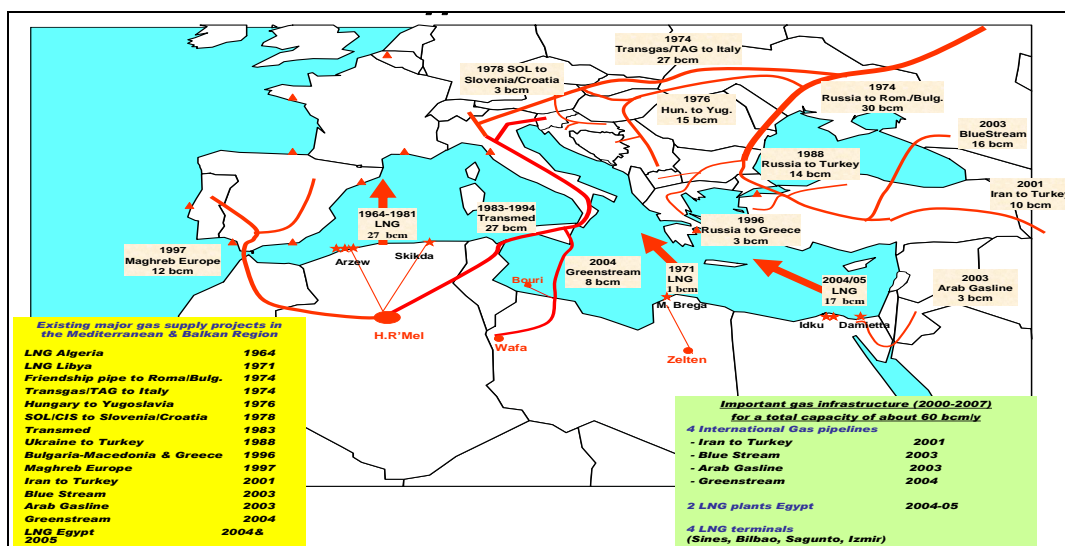 1974
Transgas/TAG to Italy
27 bcm
1978 SOL to
Slovenia/Croatia
3 bcm
1974
Russia to Rom./Bulg.
30 bcm
1976
Hun. to Yug.
15 bcm
2003
BlueStream
16 bcm
1988
Russia to Turkey
14 bcm
2001
Iran to Turkey
10 bcm
1964-1981
LNG
27 bcm
1983-1994
Transmed
27 bcm
1996
Russia to Greece
3 bcm
1997
Maghreb Europe
12 bcm
Arzew
Skikda
2004
Greenstream
8 bcm
1971
LNG
1 bcm
2004/05
LNG
17 bcm
2003
Arab Gasline
3 bcm
Bouri
M. Brega
Idku
Damietta
H.R'Mel
Wafa
Zelten
Existing major gas supply projects in
the Mediterranean & Balkan Region
LNG Algeria 1964
LNG Libya 1971
Friendship pipe to Roma/Bulg. 1974
Transgas/TAG to Italy 1974
Hungary to Yugoslavia 1976
SOL/CIS to Slovenia/Croatia 1978
Transmed 1983
Ukraine to Turkey 1988
Bulgaria-Macedonia & Greece 1996
Maghreb Europe 1997
Iran to Turkey 2001
Blue Stream 2003
Arab Gasline 2003
Greenstream 2004
LNG Egypt 2004&
2005
Important gas infrastructure (2000-2007)
for a total capacity of about 60 bcm/y
4 International Gas pipelines
- Iran to Turkey 2001
- Blue Stream 2003
- Arab Gasline 2003
- Greenstream 2004
2 LNG plants Egypt 2004-05
4 LNG terminals
(Sines, Bilbao, Sagunto, Izmir)